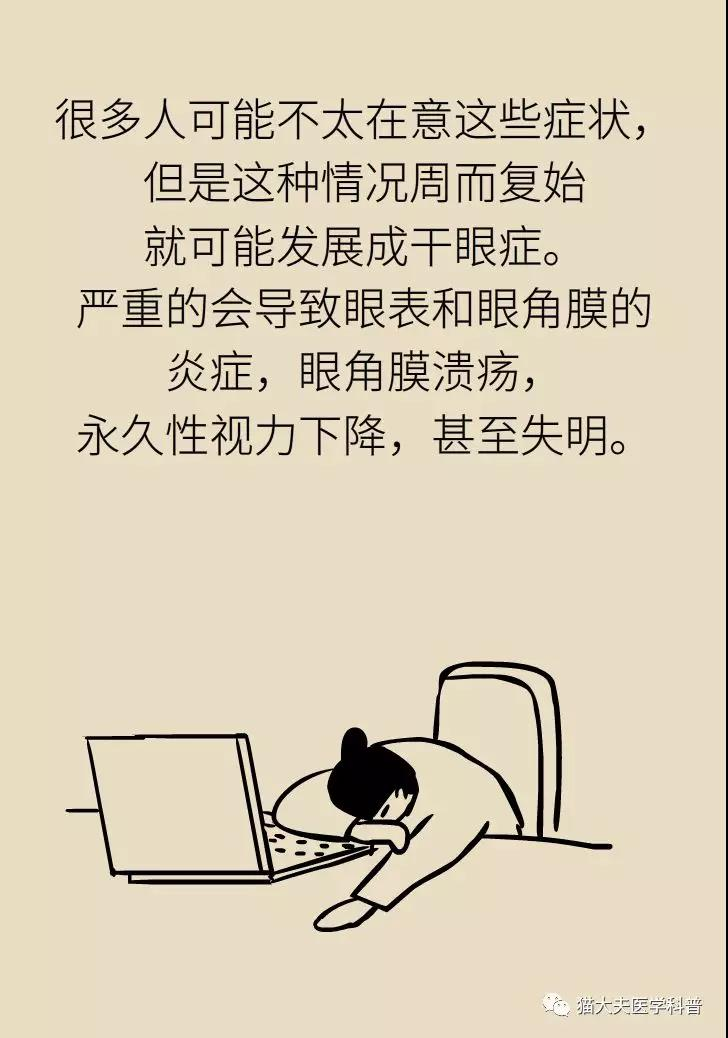 很多人可能不太在意这些症状，
但是这种情况周而复始
就可能发展成干眼症。
严重的会导致眼表和眼角膜的
炎症，眼角膜溃疡，
永久性视力下降，甚至失明。
猫大夫医学科普